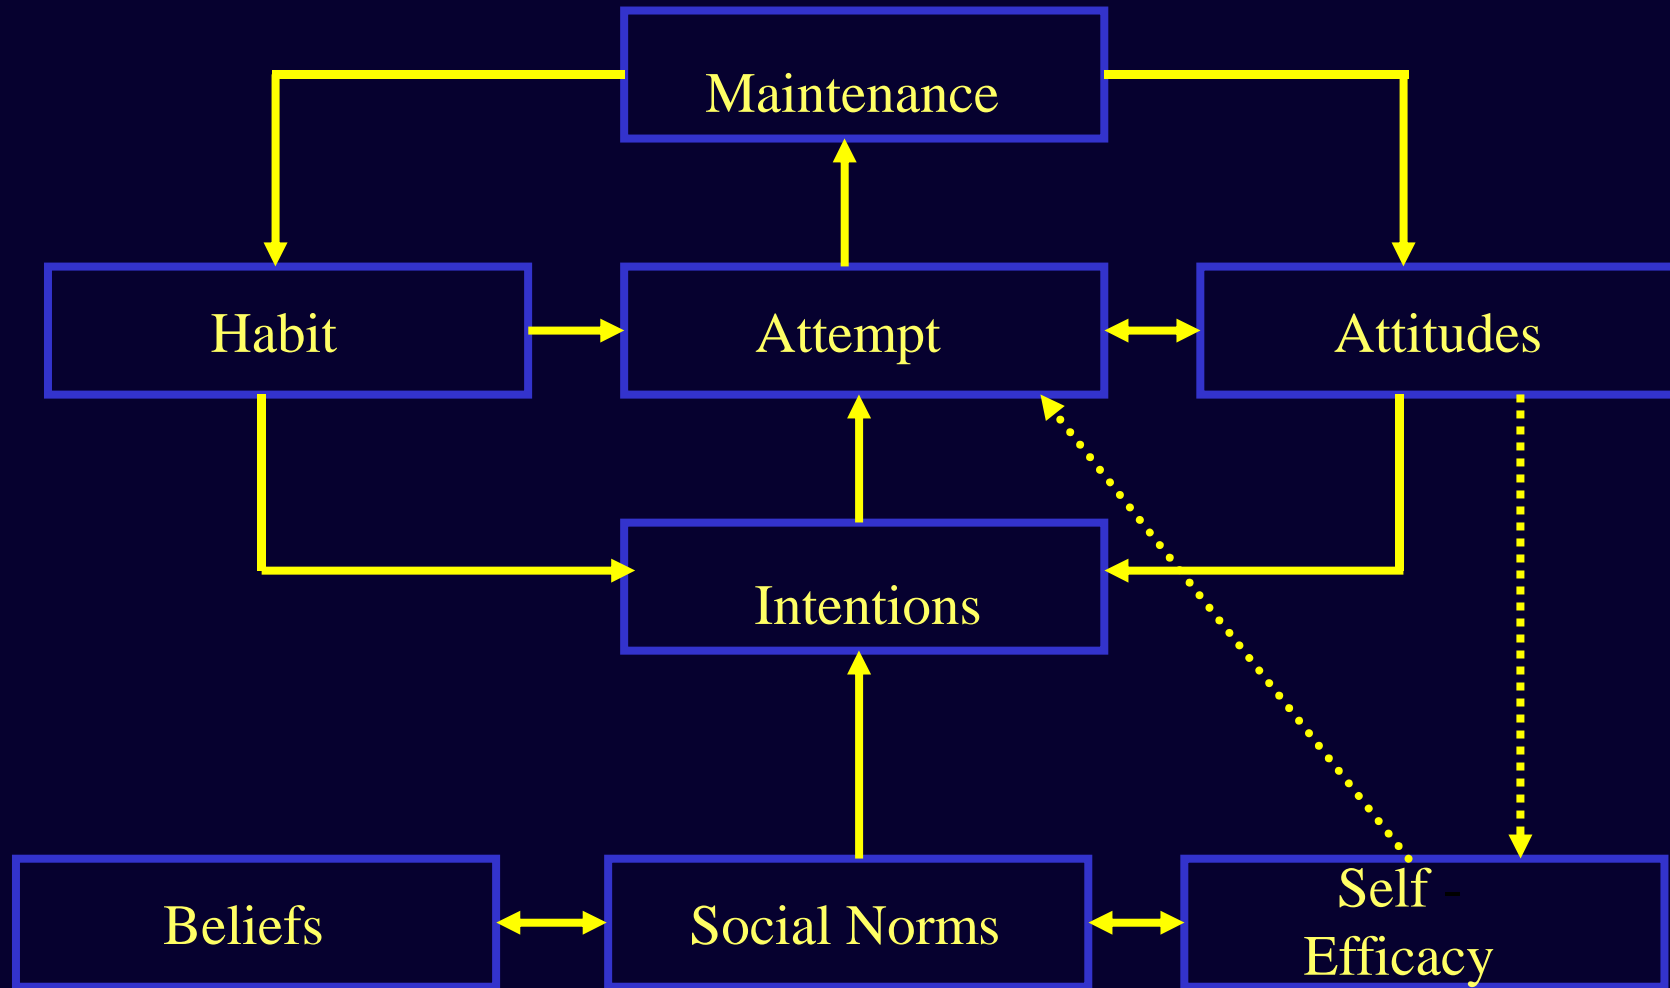 Maintenance
Habit
Attempt
Attitudes
Intentions
Beliefs
Social Norms
Self -
Efficacy